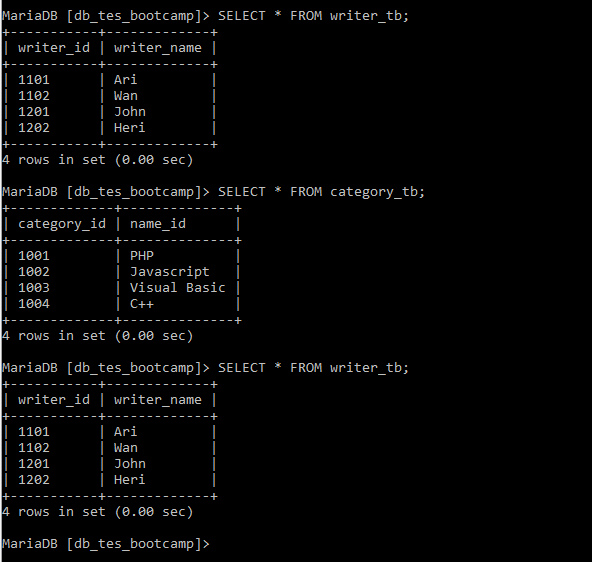 MariaDB [db_tes_bootcamp]> SELECT * FROM writer_tb;
+-----------+-------------+
| writer_id | writer_name |
+-----------+-------------+
| 1101      | Ari         |
| 1102      | Wan         |
| 1201      | John        |
| 1202      | Heri        |
+-----------+-------------+
4 rows in set (0.00 sec)

MariaDB [db_tes_bootcamp]> SELECT * FROM category_tb;
+-------------+--------------+
| category_id | name_id      |
+-------------+--------------+
| 1001        | PHP          |
| 1002        | Javascript   |
| 1003        | Visual Basic |
| 1004        | C++          |
+-------------+--------------+
4 rows in set (0.00 sec)

MariaDB [db_tes_bootcamp]> SELECT * FROM writer_tb;
+-----------+-------------+
| writer_id | writer_name |
+-----------+-------------+
| 1101      | Ari         |
| 1102      | Wan         |
| 1201      | John        |
| 1202      | Heri        |
+-----------+-------------+
4 rows in set (0.00 sec)

MariaDB [db_tes_bootcamp]>